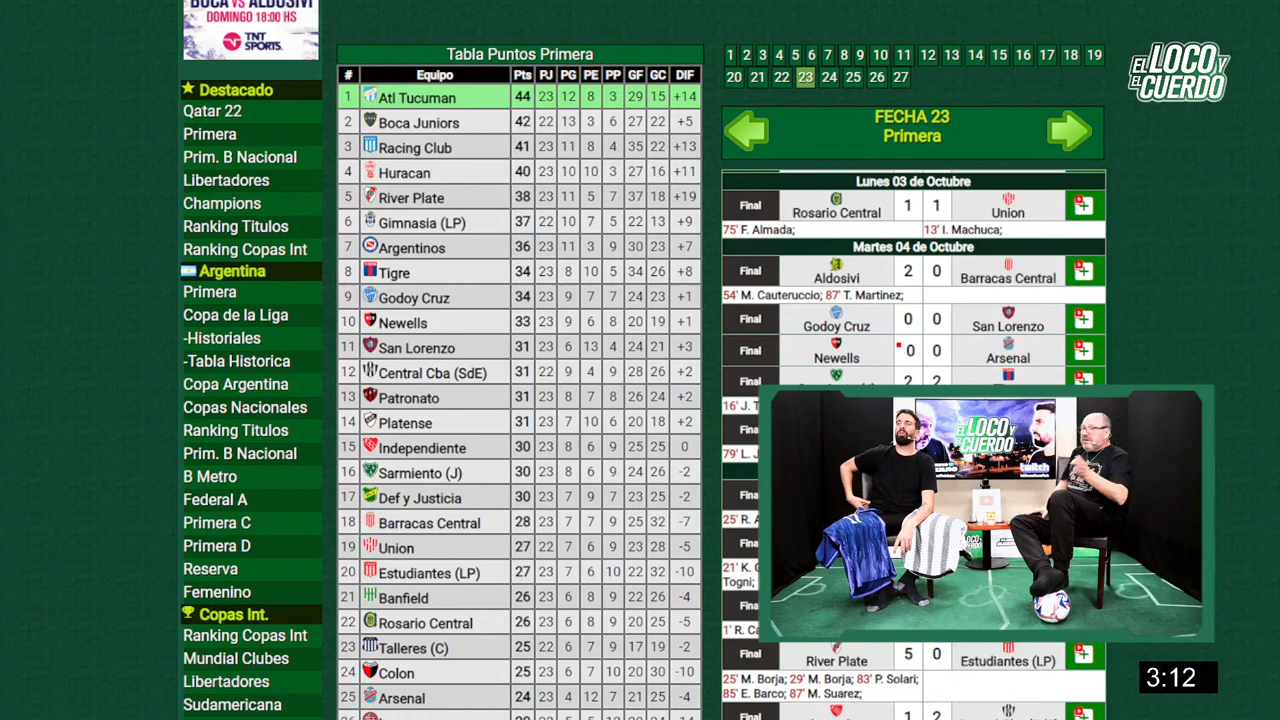 BOCA VS ALDOSIVI
DOMINGO 18:00 HS
TNT
SPORTS
Destacado
Qatar 22
Primera
Prim. B Nacional
Libertadores
Champions
Ranking Titulos
Ranking Copas Int
Argentina
Primera
Copa de la Liga
-Historiales
-Tabla Historica
Copa Argentina
Copas Nacionales
Ranking Titulos
Prim. B Nacional
B Metro
Federal A
Primera C
Primera D
Reserva
Femenino
Copas Int.
Ranking Copas Int
Mundial Clubes
Libertadores
Sudamericana
Tabla Puntos Primera
# Equipo Pts PJ PG PE PP GF GC DIF
1 Atl Tucuman 44 23 12 8 3 29 15 +14
2 Boca Juniors 42 22 13 3 6 27 22 +5
3 Racing Club 41 23 11 8 4 35 22 +13
4 Huracan 40 23 10 10 3 27 16 +11
5 River Plate 38 23 11 5 7 37 18 +19
6 Gimnasia (LP) 37 22 10 7 5 22 13 +9
7 Argentinos 36 23 11 3 9 30 23 +7
8 Tigre 34 23 8 10 5 34 26 +8
9 Godoy Cruz 34 23 9 7 7 24 23 +1
10 Newells 33 23 9 6 8 20 19 +1
11 San Lorenzo 31 23 6 13 4 24 21 +3
12 Central Cba (SdE) 31 22 9 4 9 28 26 +2
13 Patronato 31 23 8 7 8 26 24 +2
14 Platense 31 23 7 10 6 20 18 +2
15 Independiente 30 23 8 6 9 25 25 0
16 Sarmiento (J) 30 23 8 6 9 24 26 -2
17 Def y Justicia 30 23 7 9 7 23 25 -2
18 Barracas Central 28 23 7 7 9 25 32 -7
19 Union 27 22 7 6 9 23 28 -5
20 Estudiantes (LP) 27 23 7 6 10 22 32 -10
21 Banfield 26 23 6 8 9 22 26 -4
22 Rosario Central 26 23 6 8 9 20 25 -5
23 Talleres (C) 25 22 6 7 9 17 19 -2
24 Colon 25 23 6 7 10 20 30 -10
25 Arsenal 24 23 4 12 7 21 25 -4
1 2 3 4 5 6 7 8 9 10 11 12 13 14 15 16 17 18 19
20 21 22 23 24 25 26 27
FECHA 23
Primera
Lunes 03 de Octubre
Final Rosario Central 1 1 Union
75' F. Almada; 13' I. Machuca;
Martes 04 de Octubre
Final Aldosivi 2 0 Barracas Central
54' M. Cauteruccio; 87' T. Martinez;
Final Godoy Cruz 0 0 San Lorenzo
Final Newells 0 0 Arsenal
Final 2 2
16' J. T
Final
79' L. J
Final
25' R. A
Final
21' K. C
Togni;
Final
1' R. Ca
Final River Plate 5 0 Estudiantes (LP)
25' M. Borja; 29' M. Borja; 83' P. Solari;
85' E. Barco; 87' M. Suarez;
Final 1 2
EL LOCO Y
EL CUERDO
EL LOCO Y
EL CUERDO
twitch
3:12